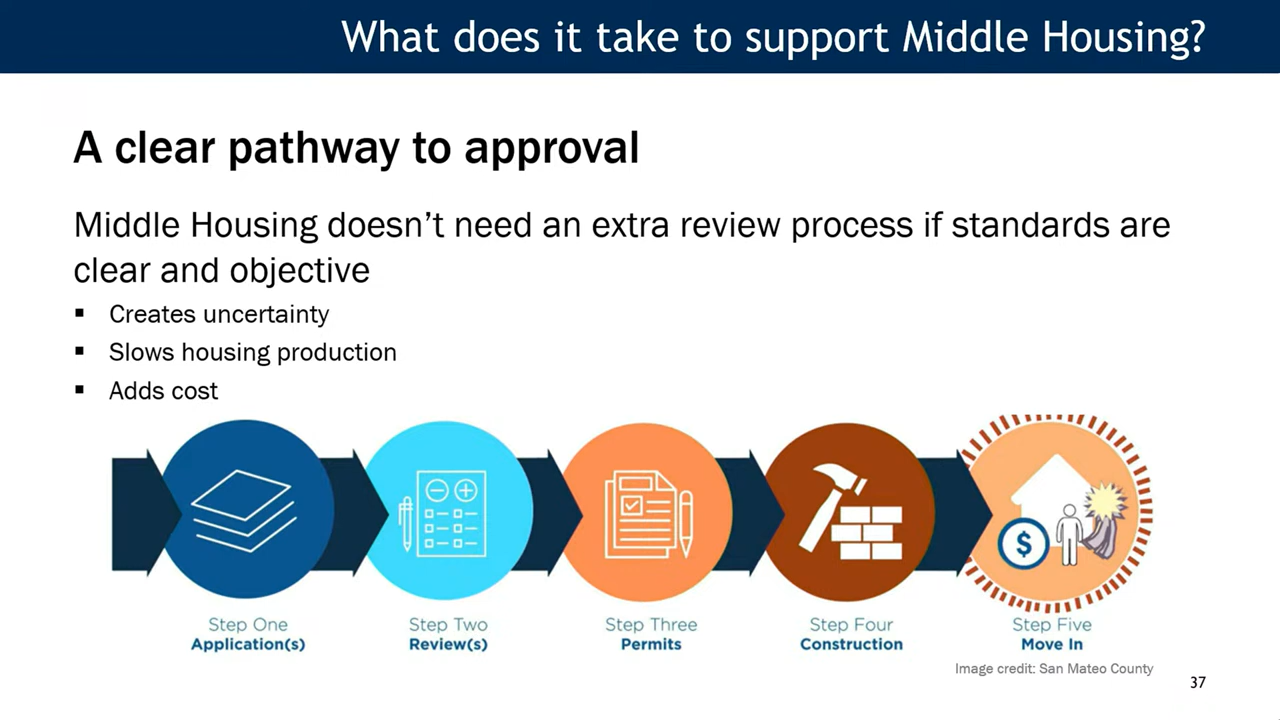 What does it take to support Middle Housing?
A clear pathway to approval
Middle Housing doesn't need an extra review process if standards are
clear and objective
▪ Creates uncertainty
▪ Slows housing production
▪ Adds cost
$
Step One
Application(s)
Step Two
Review(s)
Step Three
Permits
Step Four
Construction
Step Five
Move In
Image credit: San Mateo County
37